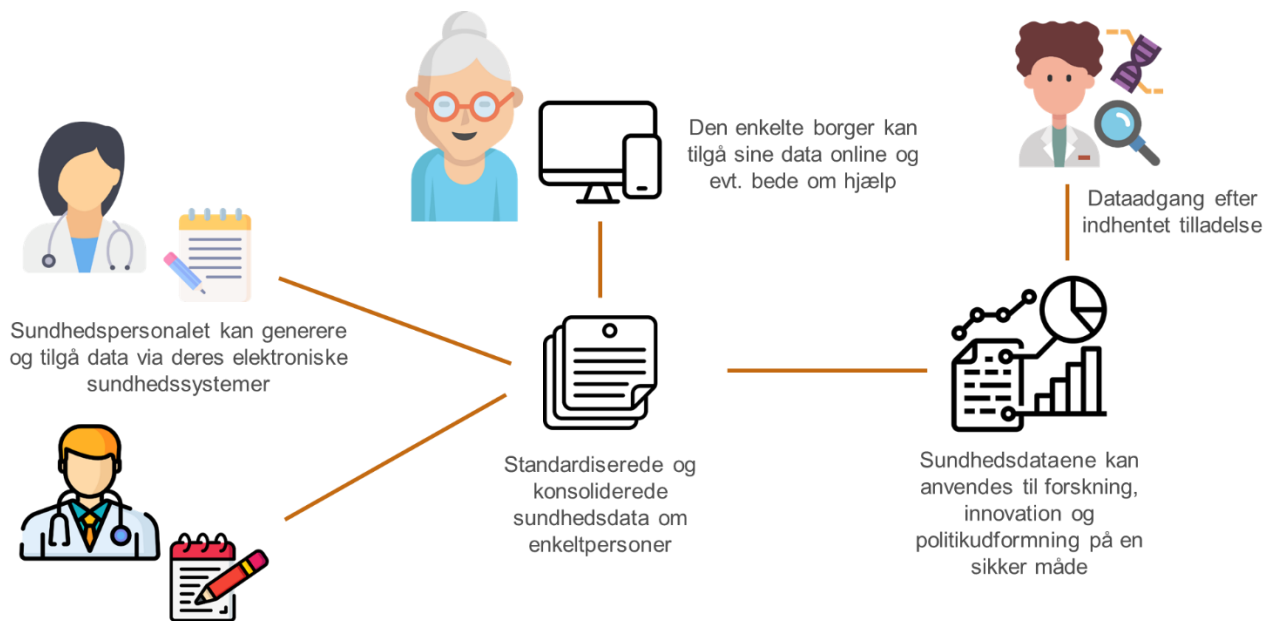 Den enkelte borger kan
tilgå sine data online og
evt. bede om hjælp
Dataadgang efter
indhentet tilladelse
Sundhedspersonalet kan generere
og tilgå data via deres elektroniske
sundhedssystemer
Standardiserede og
konsoliderede
sundhedsdata om
enkeltpersoner
Sundhedsdataene kan
anvendes til forskning,
innovation og
politikudformning på en
sikker måde